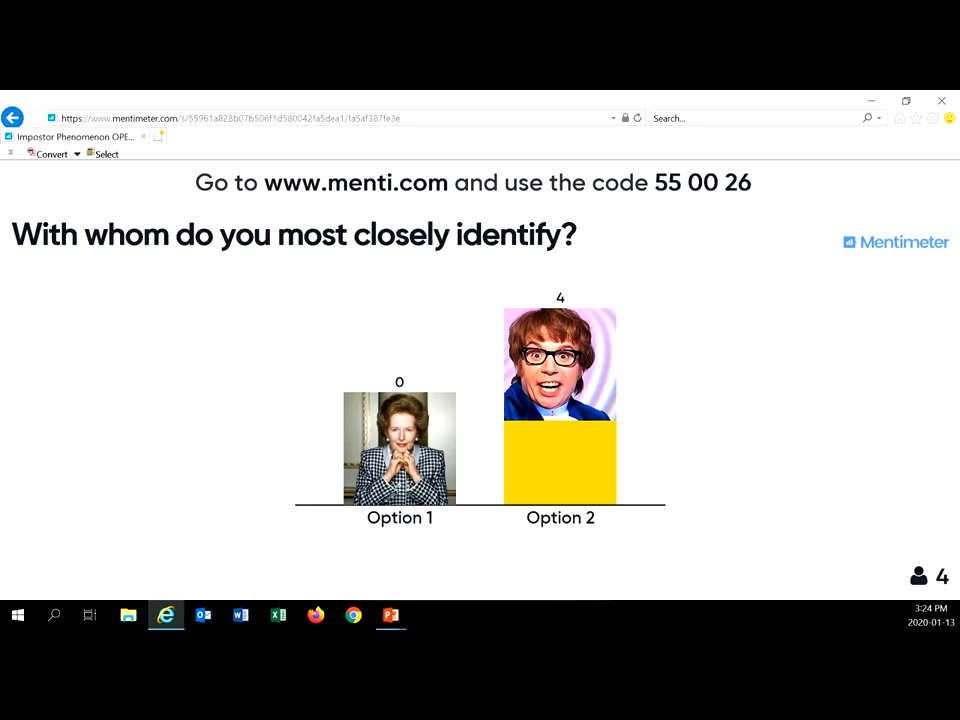 https://www.mentimeter.com/s/55961a828b07b506f1d580042fa5dea1/fa5af387fe3e
Search...
Impostor Phenomenon OPE...
x Convert Select
Go to www.menti.com and use the code 55 00 26
With whom do you most closely identify?
Mentimeter
4
0
Option 1 Option 2
4
3:24 PM
2020-01-13